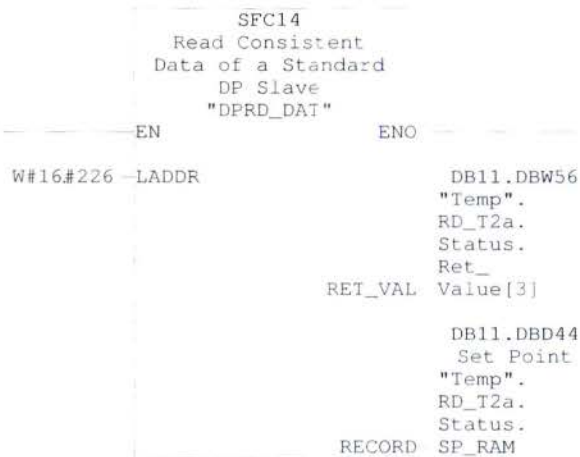 SFC14
Read Consistent
Data of a Standard
DP Slave
"DPRD_DAT"
EN ENO
W#16#226 LADDR DB11.DBW56
"Temp".
RD_T2a.
Status.
Ret_
RET_VAL Value[3]
DB11.DBD44
Set Point
"Temp".
RD_T2a.
Status.
RECORD SP_RAM